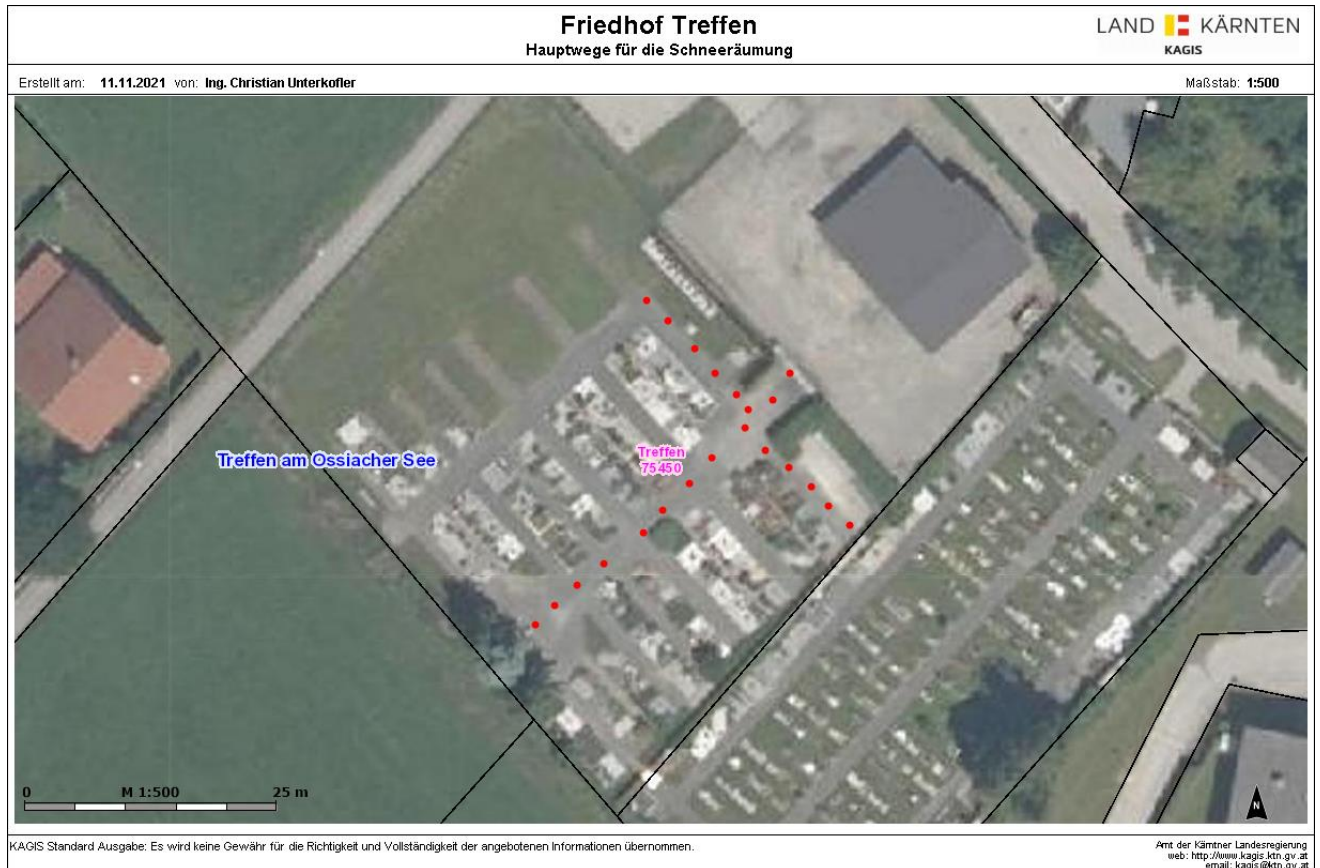 Friedhof Treffen
Hauptwege für die Schneeräumung
LAND KÄRNTEN
KAGIS
Erstellt am: 11.11.2021 von: Ing. Christian Unterkofler
Maßstab: 1:500
Treffen am Ossiacher See
Treffen
75450
0 M 1:500 25 m
N
KAGIS Standard Ausgabe: Es wird keine Gewähr für die Richtigkeit und Vollständigkeit der angebotenen Informationen übernommen.
Amt der Kärntner Landesregierung
web: http://www.kagis.ktn.gv.at
email: kagis@ktn.gv.at